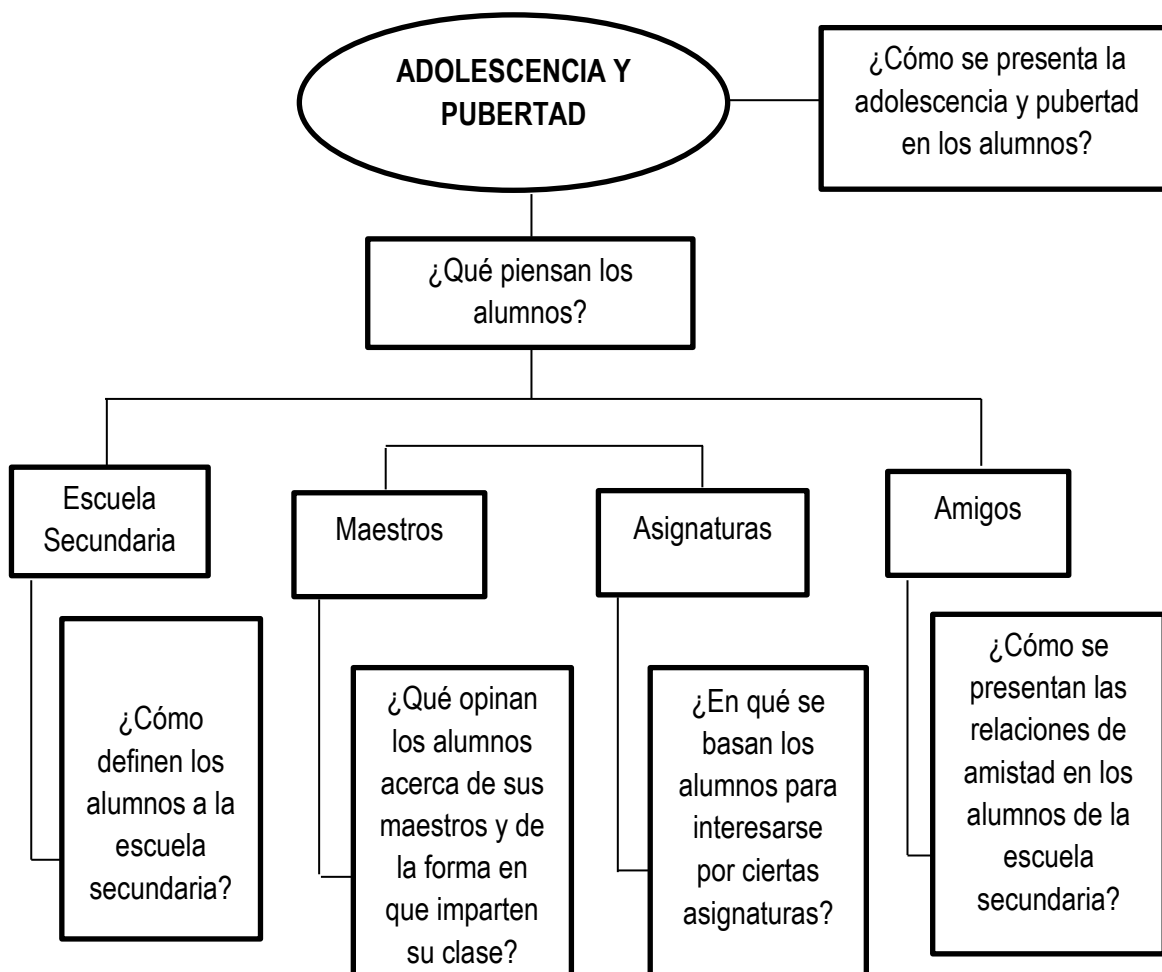 ADOLESCENCIA Y
PUBERTAD
¿Cómo se presenta la
adolescencia y pubertad
en los alumnos?
¿Qué piensan los
alumnos?
Escuela
Secundaria
Maestros
Asignaturas
Amigos
¿Cómo
definen los
alumnos a la
escuela
secundaria?
¿Qué opinan
los alumnos
acerca de sus
maestros y de
la forma en
que imparten
su clase?
¿En qué se
basan los
alumnos para
interesarse
por ciertas
asignaturas?
¿Cómo se
presentan las
relaciones de
amistad en los
alumnos de la
escuela
secundaria?